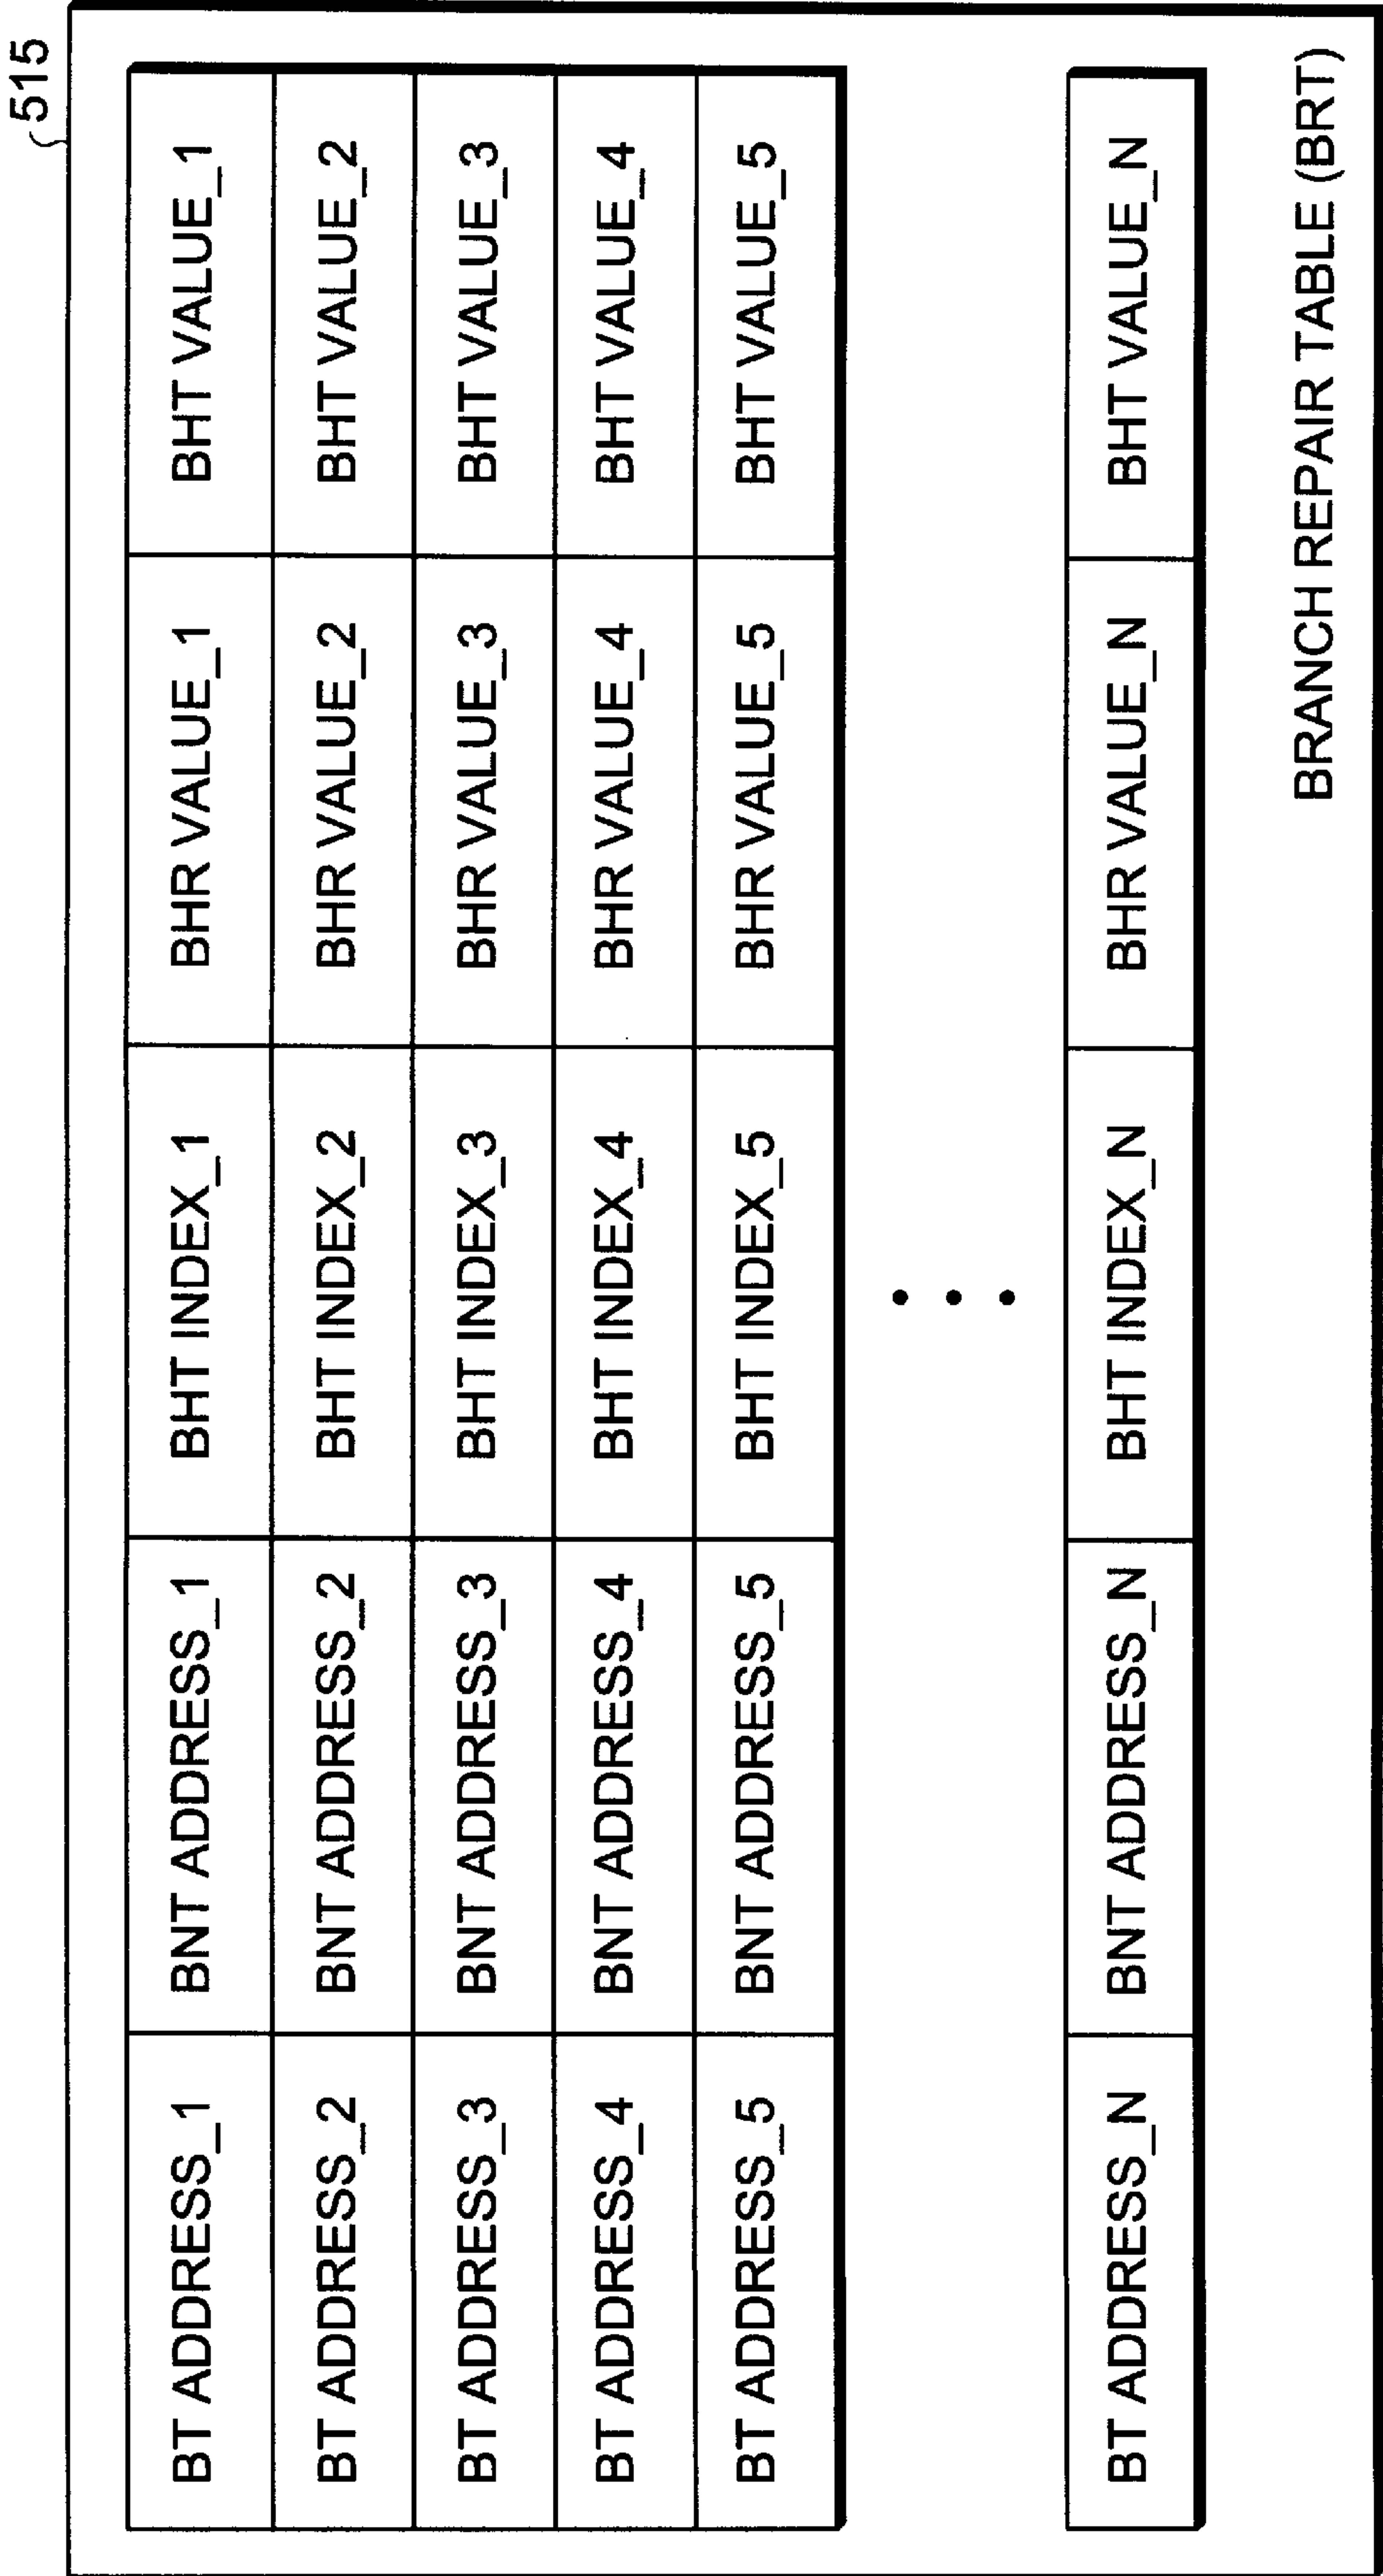 515
BT ADDRESS_1 BNT ADDRESS_1 BHT INDEX_1 BHR VALUE_1 BHT VALUE_1
BT ADDRESS_2 BNT ADDRESS_2 BHT INDEX_2 BHR VALUE_2 BHT VALUE_2
BT ADDRESS_3 BNT ADDRESS_3 BHT INDEX_3 BHR VALUE_3 BHT VALUE_3
BT ADDRESS_4 BNT ADDRESS_4 BHT INDEX_4 BHR VALUE_4 BHT VALUE_4
BT ADDRESS_5 BNT ADDRESS_5 BHT INDEX_5 BHR VALUE_5 BHT VALUE_5
BT ADDRESS_N BNT ADDRESS_N BHT INDEX_N BHR VALUE_N BHT VALUE_N
BRANCH REPAIR TABLE (BRT)